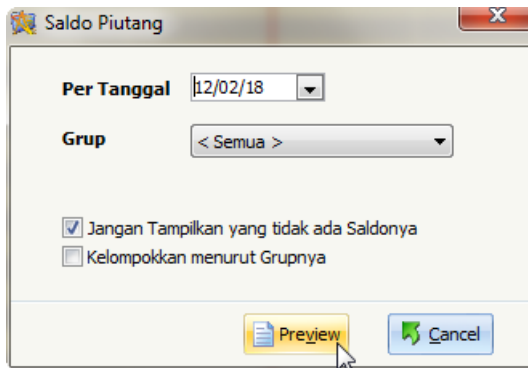 Saldo Piutang
Per Tanggal 12/02/18
Grup < Semua >
Jangan Tampilkan yang tidak ada Saldonya
Kelompokkan menurut Grupnya
Preview Cancel